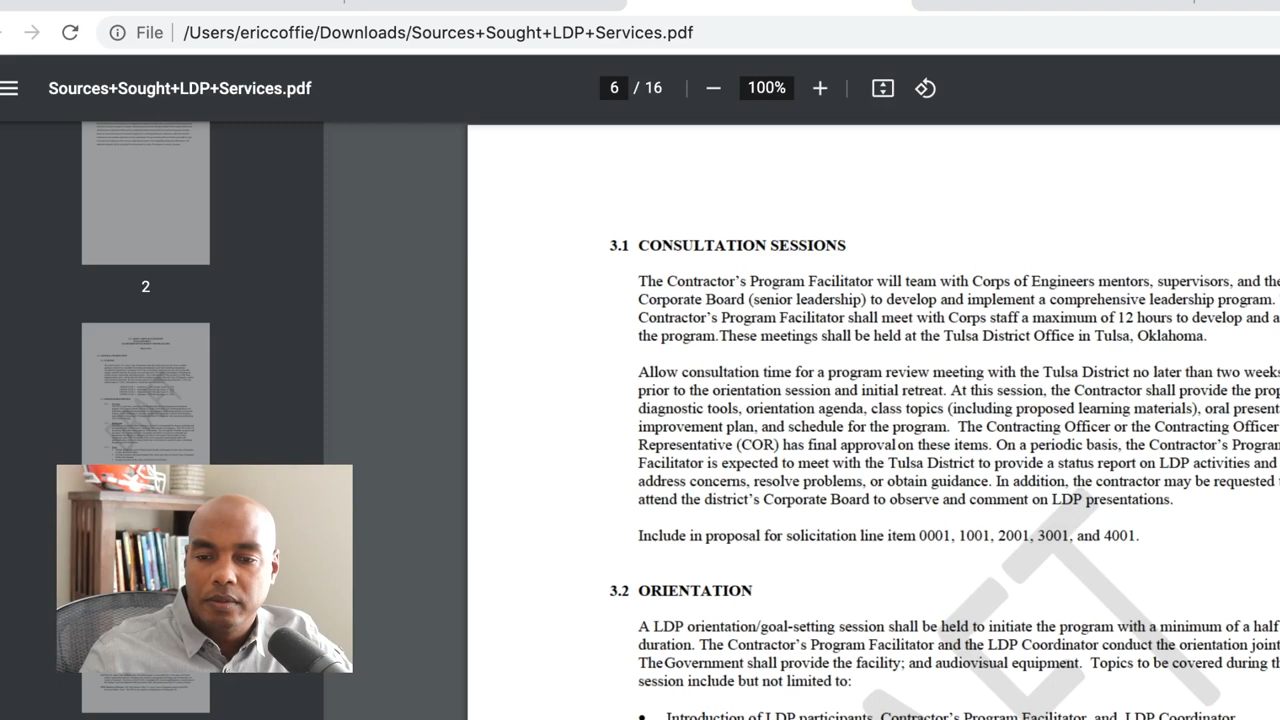 File
/Users/ericcoffie/Downloads/Sources+Sought+LDP+Services.pdf
Sources+Sought+LDP+Services.pdf
6 / 16
100%
2
3.1 CONSULTATION SESSIONS
The Contractor's Program Facilitator will team with Corps of Engineers mentors, supervisors, and the
Corporate Board (senior leadership) to develop and implement a comprehensive leadership program.
Contractor's Program Facilitator shall meet with Corps staff a maximum of 12 hours to develop and a
the program.These meetings shall be held at the Tulsa District Office in Tulsa, Oklahoma.
Allow consultation time for a program review meeting with the Tulsa District no later than two weeks
prior to the orientation session and initial retreat. At this session, the Contractor shall provide the prop
diagnostic tools, orientation agenda, class topics (including proposed learning materials), oral present
improvement plan, and schedule for the program. The Contracting Officer or the Contracting Officer
Representative (COR) has final approval on these items. On a periodic basis, the Contractor's Progra
Facilitator is expected to meet with the Tulsa District to provide a status report on LDP activities and
address concerns, resolve problems, or obtain guidance. In addition, the contractor may be requested t
attend the district's Corporate Board to observe and comment on LDP presentations.
Include in proposal for solicitation line item 0001, 1001, 2001, 3001, and 4001.
3.2 ORIENTATION
A LDP orientation/goal-setting session shall be held to initiate the program with a minimum of a half
duration. The Contractor's Program Facilitator and the LDP Coordinator conduct the orientation joint
The Government shall provide the facility; and audiovisual equipment. Topics to be covered during th
session include but not limited to:
• Introduction of LDP participants, Contractor's Program Facilitator, and LDP Coordinator